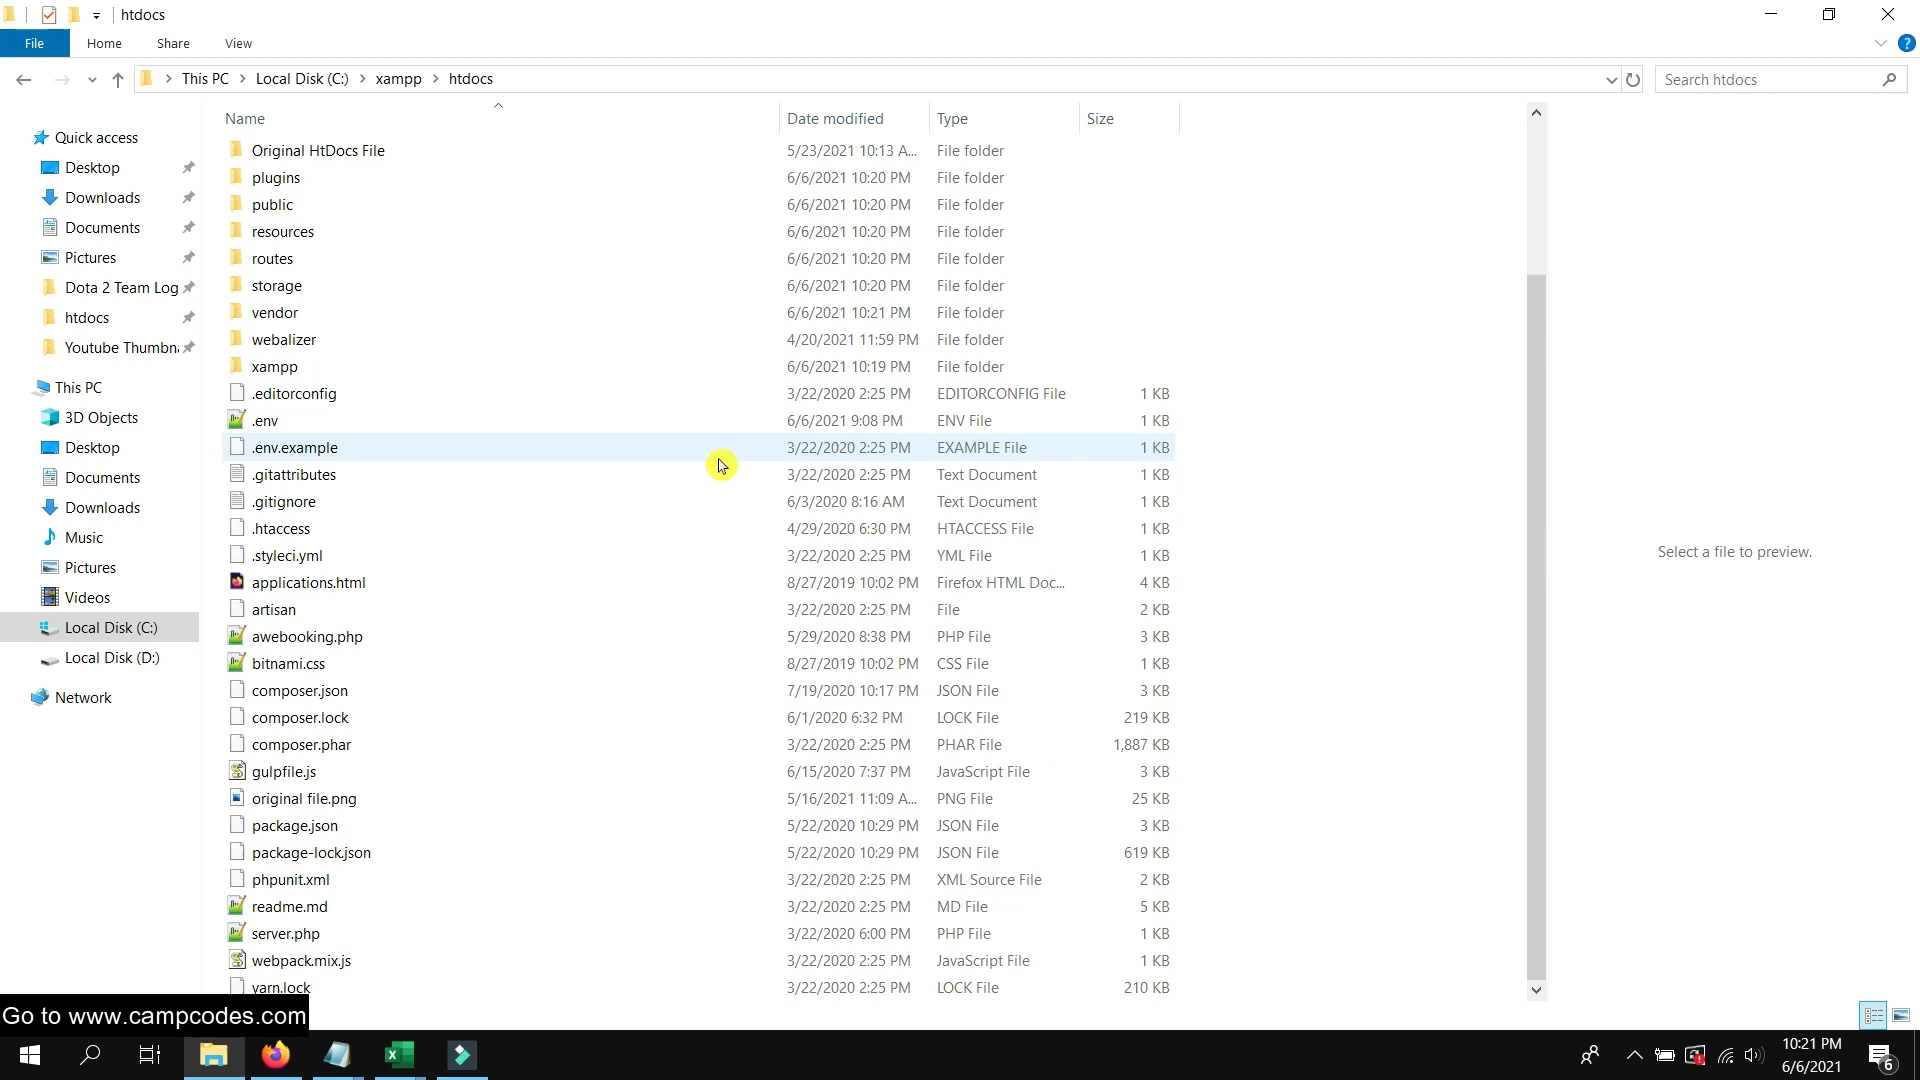 htdocs
File Home Share View
This PC Local Disk (C:) xampp htdocs Search htdocs
Name Date modified Type Size
Quick access
Desktop
Downloads
Documents
Pictures
Dota 2 Team Log
htdocs
Youtube Thumbn
This PC
3D Objects
Desktop
Documents
Downloads
Music
Pictures
Videos
Local Disk (C:)
Local Disk (D:)
Network
Original HtDocs File 5/23/2021 10:13 A... File folder
plugins 6/6/2021 10:20 PM File folder
public 6/6/2021 10:20 PM File folder
resources 6/6/2021 10:20 PM File folder
routes 6/6/2021 10:20 PM File folder
storage 6/6/2021 10:20 PM File folder
vendor 6/6/2021 10:21 PM File folder
webalizer 4/20/2021 11:59 PM File folder
xampp 6/6/2021 10:19 PM File folder
.editorconfig 3/22/2020 2:25 PM EDITORCONFIG File 1 KB
.env 6/6/2021 9:08 PM ENV File 1 KB
.env.example 3/22/2020 2:25 PM EXAMPLE File 1 KB
.gitattributes 3/22/2020 2:25 PM Text Document 1 KB
.gitignore 6/3/2020 8:16 AM Text Document 1 KB
.htaccess 4/29/2020 6:30 PM HTACCESS File 1 KB
.styleci.yml 3/22/2020 2:25 PM YML File 1 KB
applications.html 8/27/2019 10:02 PM Firefox HTML Doc... 4 KB
artisan 3/22/2020 2:25 PM File 2 KB
awebooking.php 5/29/2020 8:38 PM PHP File 3 KB
bitnami.css 8/27/2019 10:02 PM CSS File 1 KB
composer.json 7/19/2020 10:17 PM JSON File 3 KB
composer.lock 6/1/2020 6:32 PM LOCK File 219 KB
composer.phar 3/22/2020 2:25 PM PHAR File 1,887 KB
gulpfile.js 6/15/2020 7:37 PM JavaScript File 3 KB
original file.png 5/16/2021 11:09 A... PNG File 25 KB
package.json 5/22/2020 10:29 PM JSON File 3 KB
package-lock.json 5/22/2020 10:29 PM JSON File 619 KB
phpunit.xml 3/22/2020 2:25 PM XML Source File 2 KB
readme.md 3/22/2020 2:25 PM MD File 5 KB
server.php 3/22/2020 6:00 PM PHP File 1 KB
webpack.mix.js 3/22/2020 2:25 PM JavaScript File 1 KB
yarn.lock 3/22/2020 2:25 PM LOCK File 210 KB
Select a file to preview.
Go to www.campcodes.com
10:21 PM
6/6/2021
6